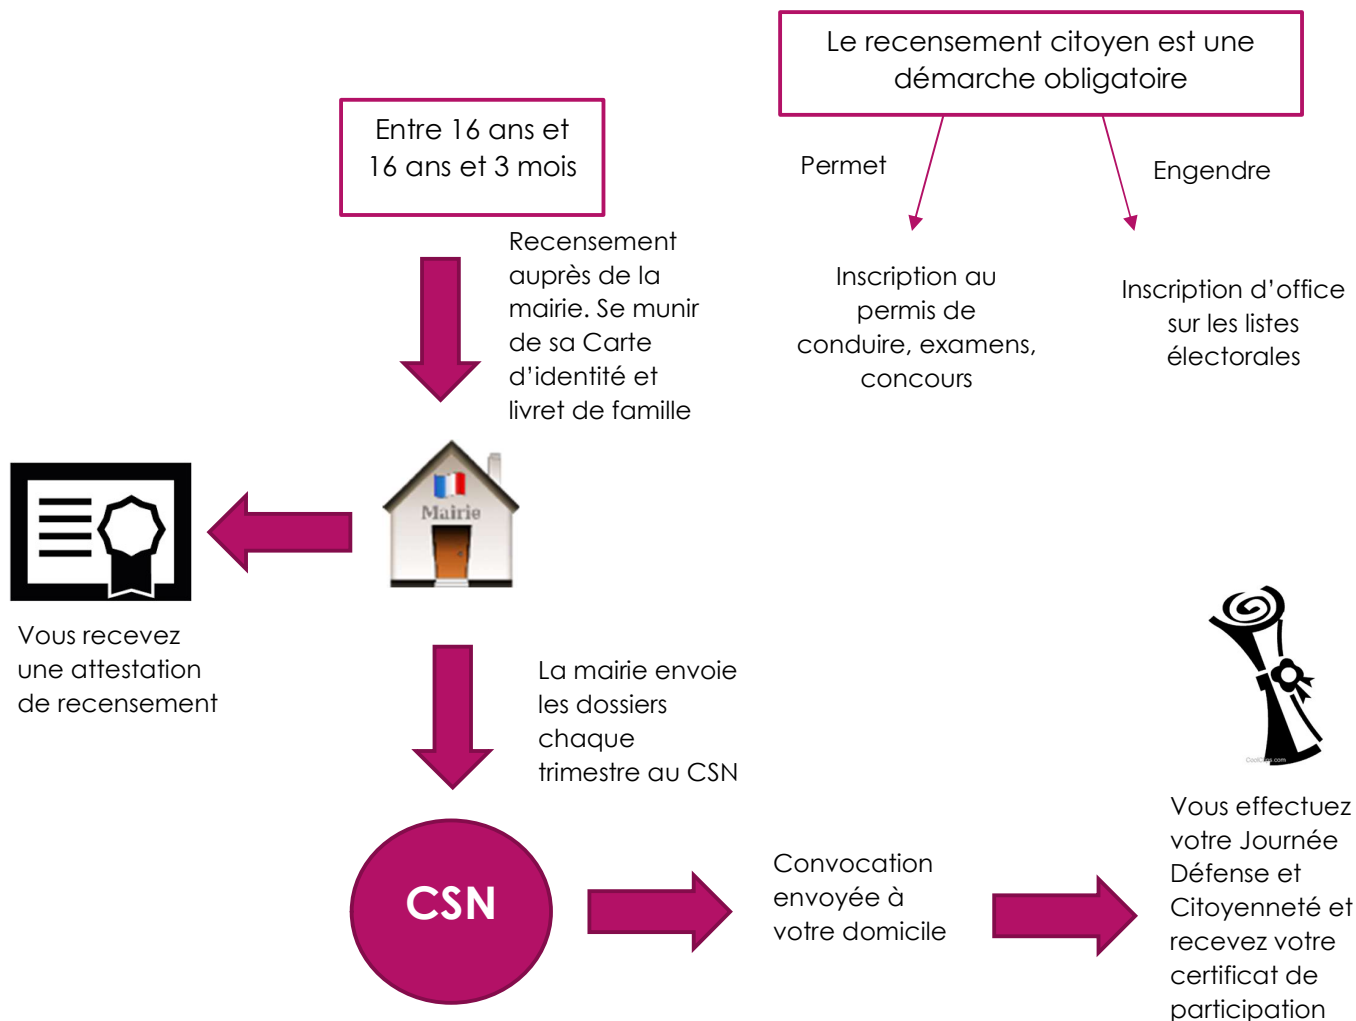 Le recensement citoyen est une
démarche obligatoire
Entre 16 ans et
16 ans et 3 mois
Permet
Engendre
Recensement
auprès de la
mairie. Se munir
de sa Carte
d’identité et
livret de famille
Inscription au
permis de
conduire, examens,
concours
Inscription d’office
sur les listes
électorales
Mairie
Vous recevez
une attestation
de recensement
La mairie envoie
les dossiers
chaque
trimestre au CSN
CSN
Convocation
envoyée à
votre domicile
Vous effectuez
votre Journée
Défense et
Citoyenneté et
recevez votre
certificat de
participation